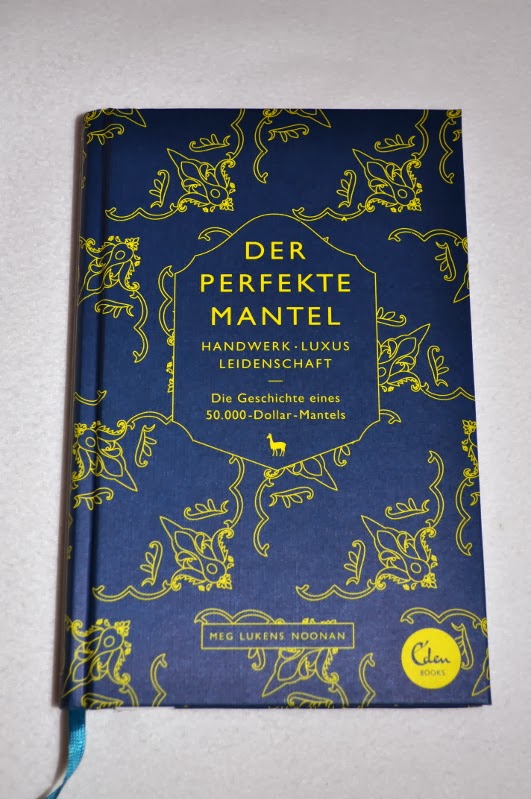 DER
PERFEKTE
MANTEL
HANDWERK · LUXUS
LEIDENSCHAFT
Die Geschichte eines
50.000-Dollar-Mantels
MEG LUKENS NOONAN
Eden
BOOKS